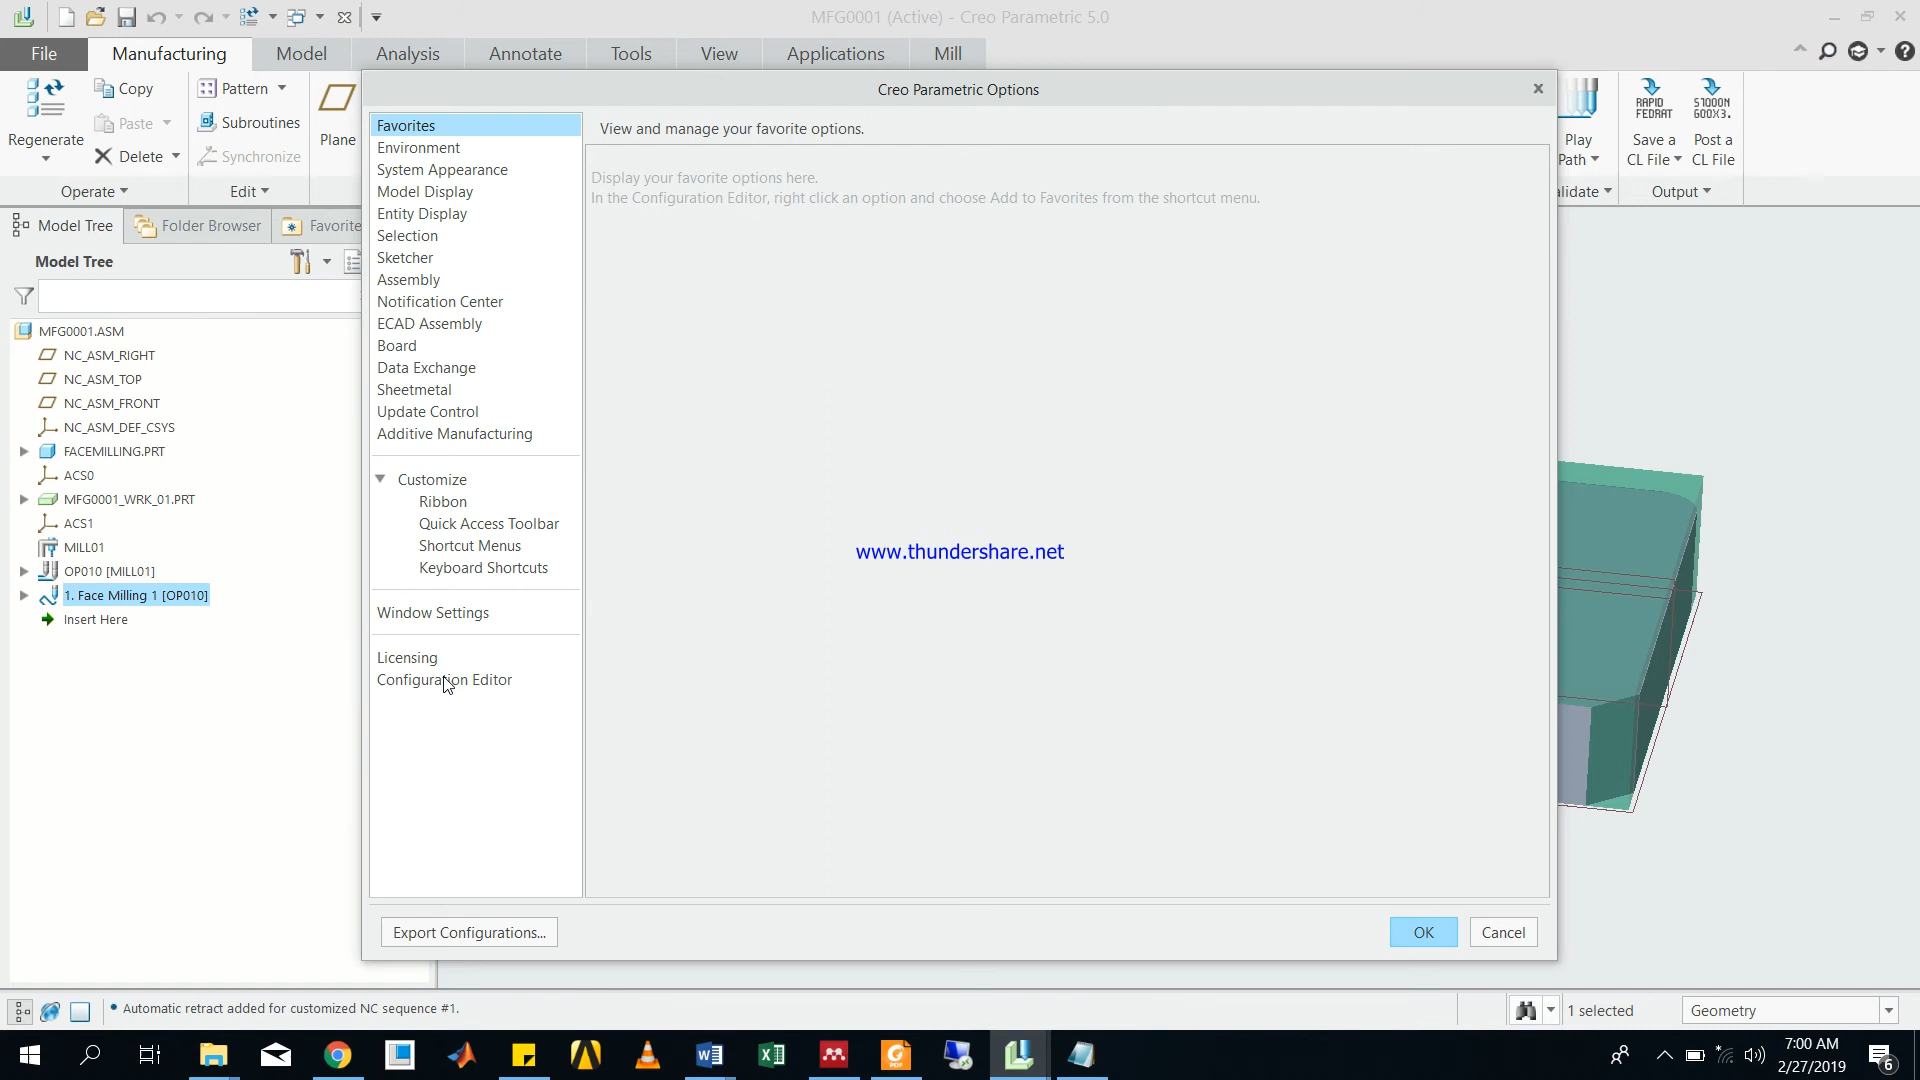 MFG0001 (Active) - Creo Parametric 5.0
File Manufacturing Model Analysis Annotate Tools View Applications Mill
Regenerate
Copy
Paste
Delete
Operate
Pattern
Subroutines
Synchronize
Edit
Plane
Play
Path
alidate
RAPID
FEDRAT
Save a
CL File
Post a
CL File
Output
Model Tree Folder Browser Favorite
Model Tree
MFG0001.ASM
NC_ASM_RIGHT
NC_ASM_TOP
NC_ASM_FRONT
NC_ASM_DEF_CSYS
FACEMILLING.PRT
ACS0
MFG0001_WRK_01.PRT
ACS1
MILL01
OP010 [MILL01]
1. Face Milling 1 [OP010]
Insert Here
Creo Parametric Options
Favorites
Environment
System Appearance
Model Display
Entity Display
Selection
Sketcher
Assembly
Notification Center
ECAD Assembly
Board
Data Exchange
Sheetmetal
Update Control
Additive Manufacturing
Customize
Ribbon
Quick Access Toolbar
Shortcut Menus
Keyboard Shortcuts
Window Settings
Licensing
Configuration Editor
View and manage your favorite options.
Display your favorite options here.
In the Configuration Editor, right click an option and choose Add to Favorites from the shortcut menu.
www.thundershare.net
Export Configurations...
OK
Cancel
Automatic retract added for customized NC sequence #1.
1 selected
Geometry
7:00 AM
2/27/2019
6